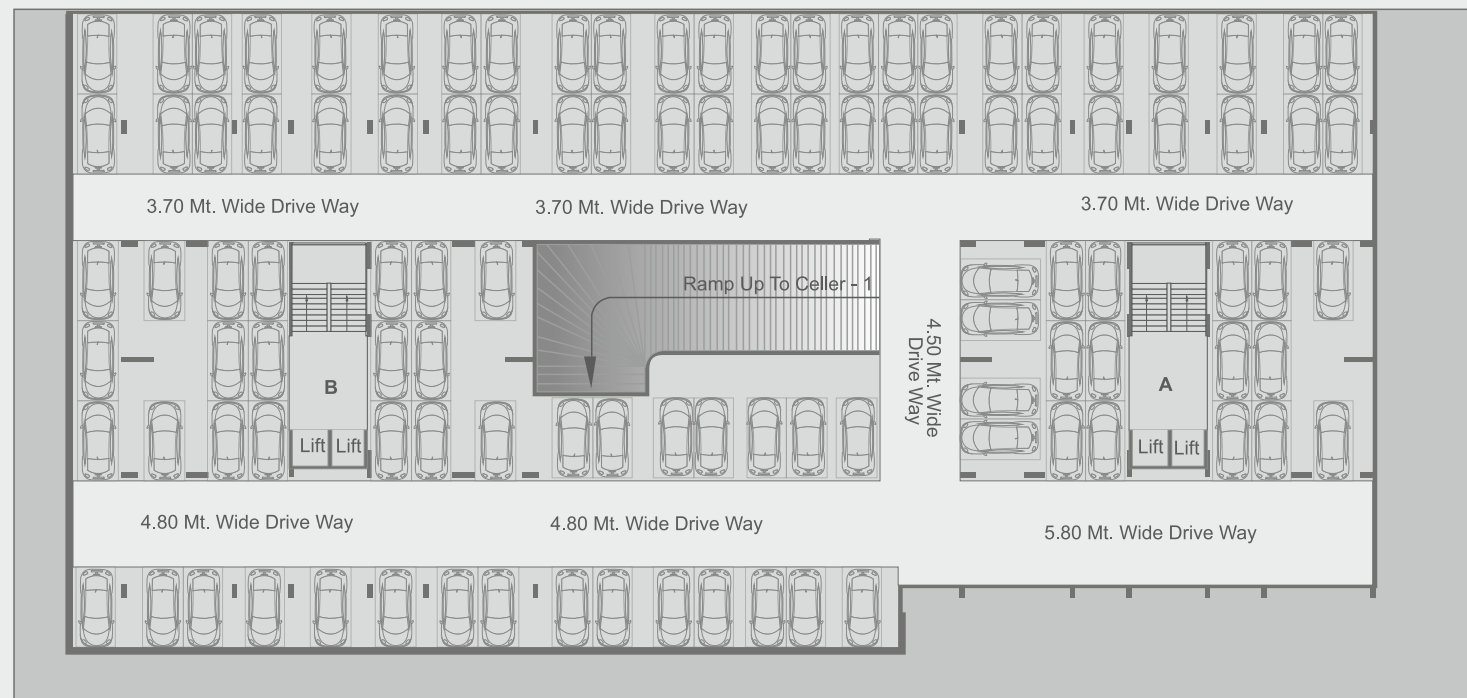 3.70 Mt. Wide Drive Way
3.70 Mt. Wide Drive Way
3.70 Mt. Wide Drive Way
Ramp Up To Celler - 1
4.50 Mt. Wide
Drive Way
B
A
Lift
Lift
Lift
Lift
4.80 Mt. Wide Drive Way
4.80 Mt. Wide Drive Way
5.80 Mt. Wide Drive Way